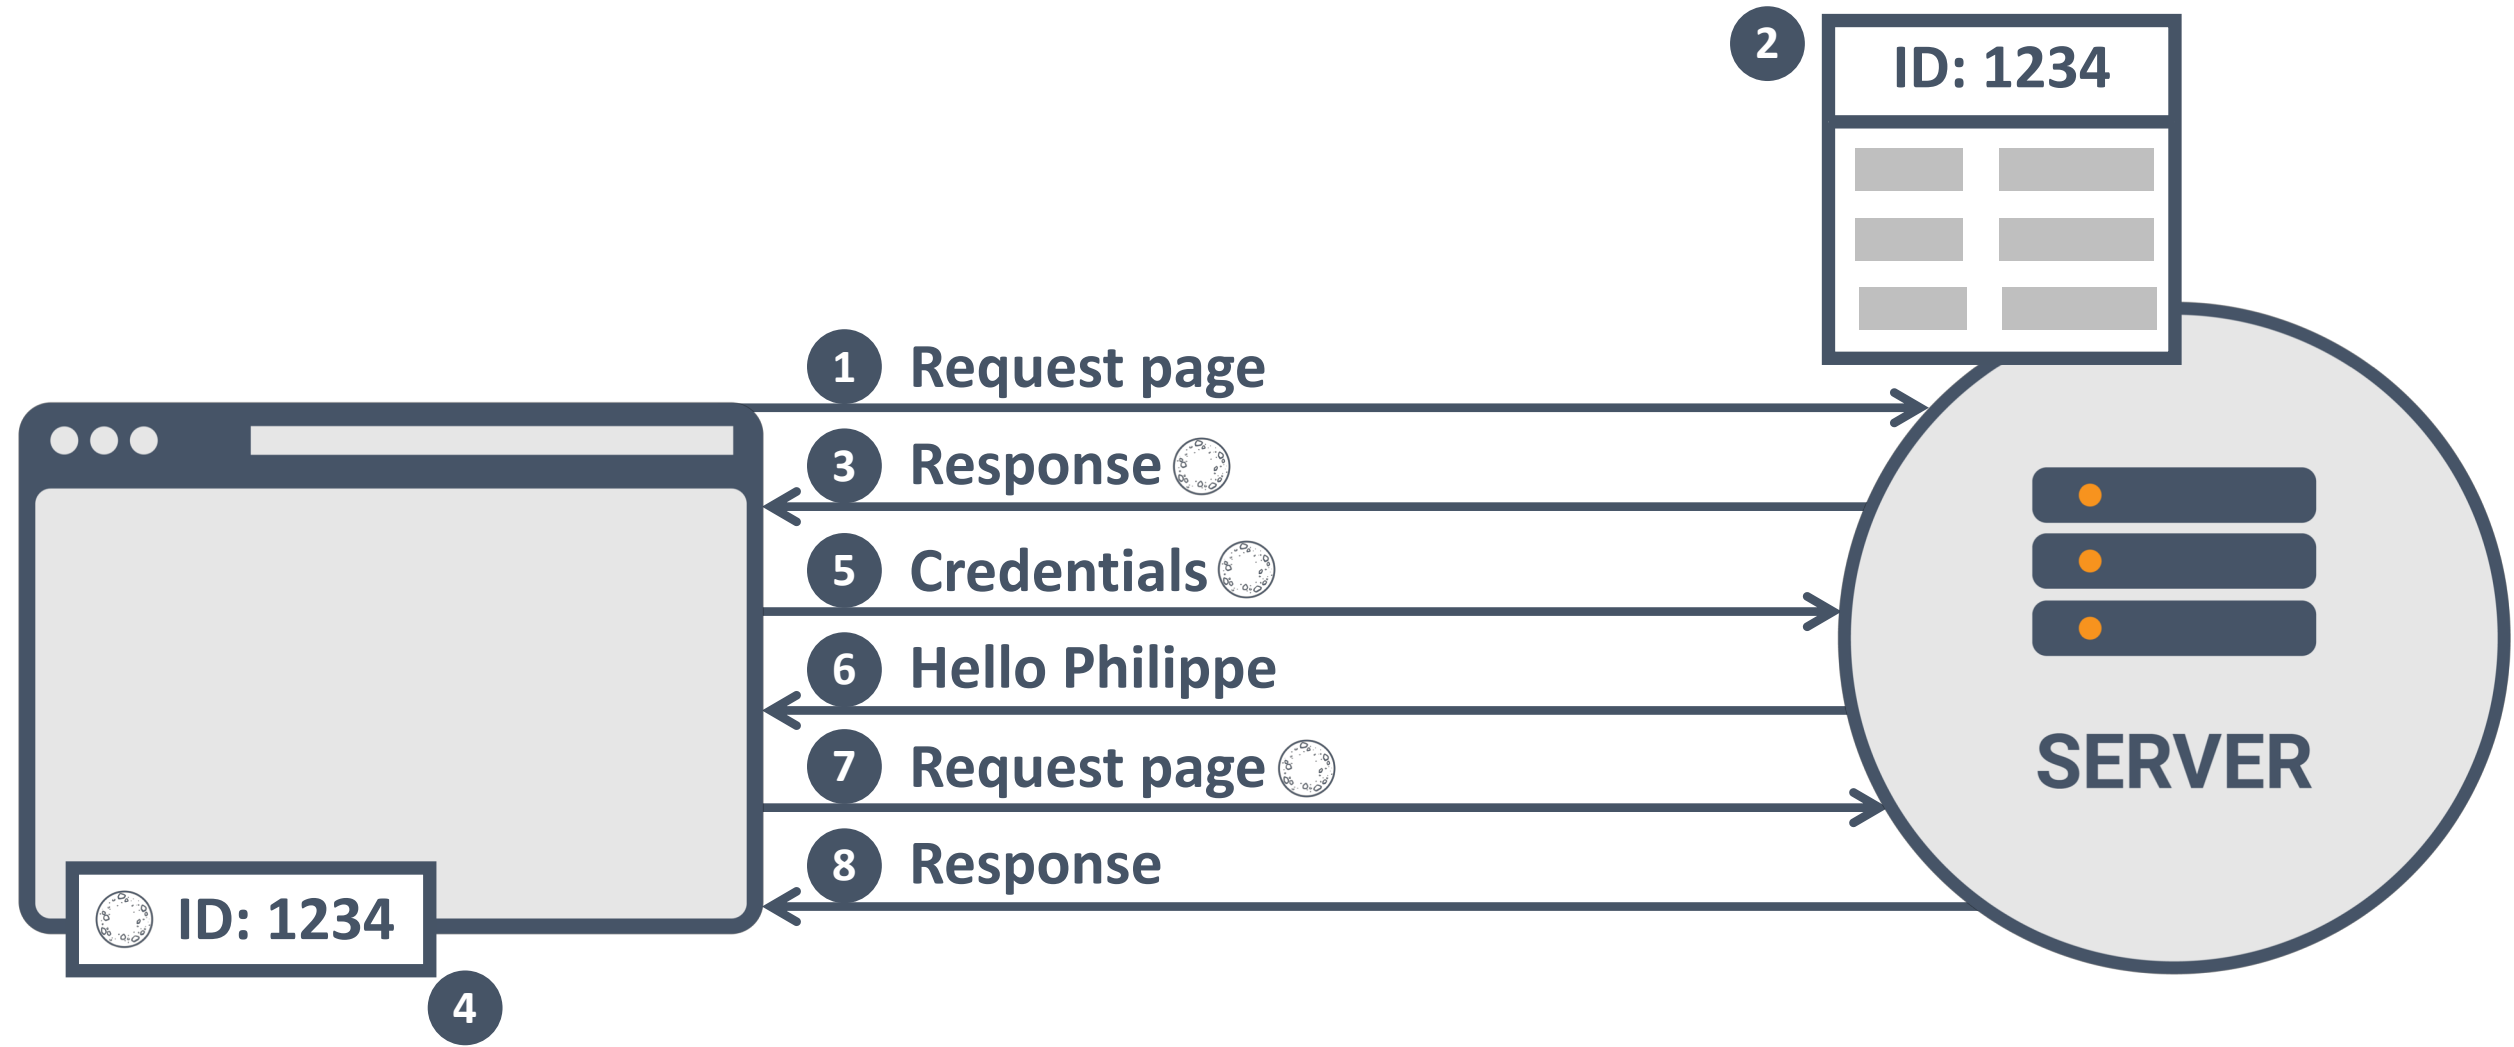 2
ID: 1234
1 Request page
3 Response
5 Credentials
6 Hello Philippe
7 Request page
8 Response
SERVER
ID: 1234
4